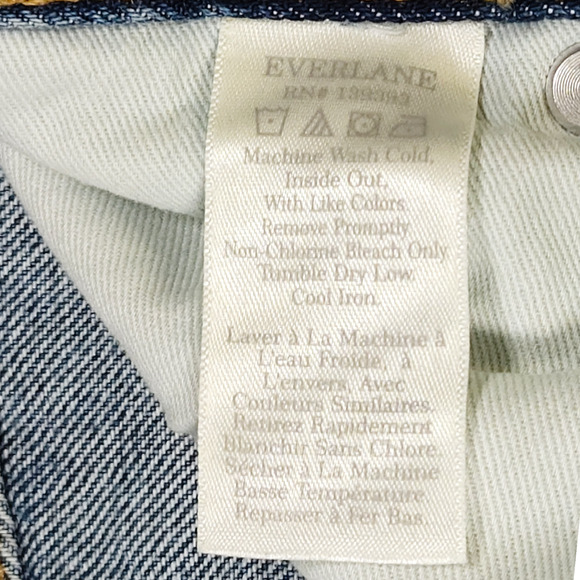 EVERLANE
RN# 139393
Machine Wash Cold,
Inside Out,
With Like Colors.
Remove Promptly
Non-Chlorine Bleach Only
Tumble Dry Low
Cool Iron.
Laver à La Machine à
L'eau Froide, à
L'envers, Avec
Couleurs Similaires.
Retirez Rapidement
Blanchir Sans Chlore.
Sécher à La Machine
Basse Température
Repasser à Fer Bas.